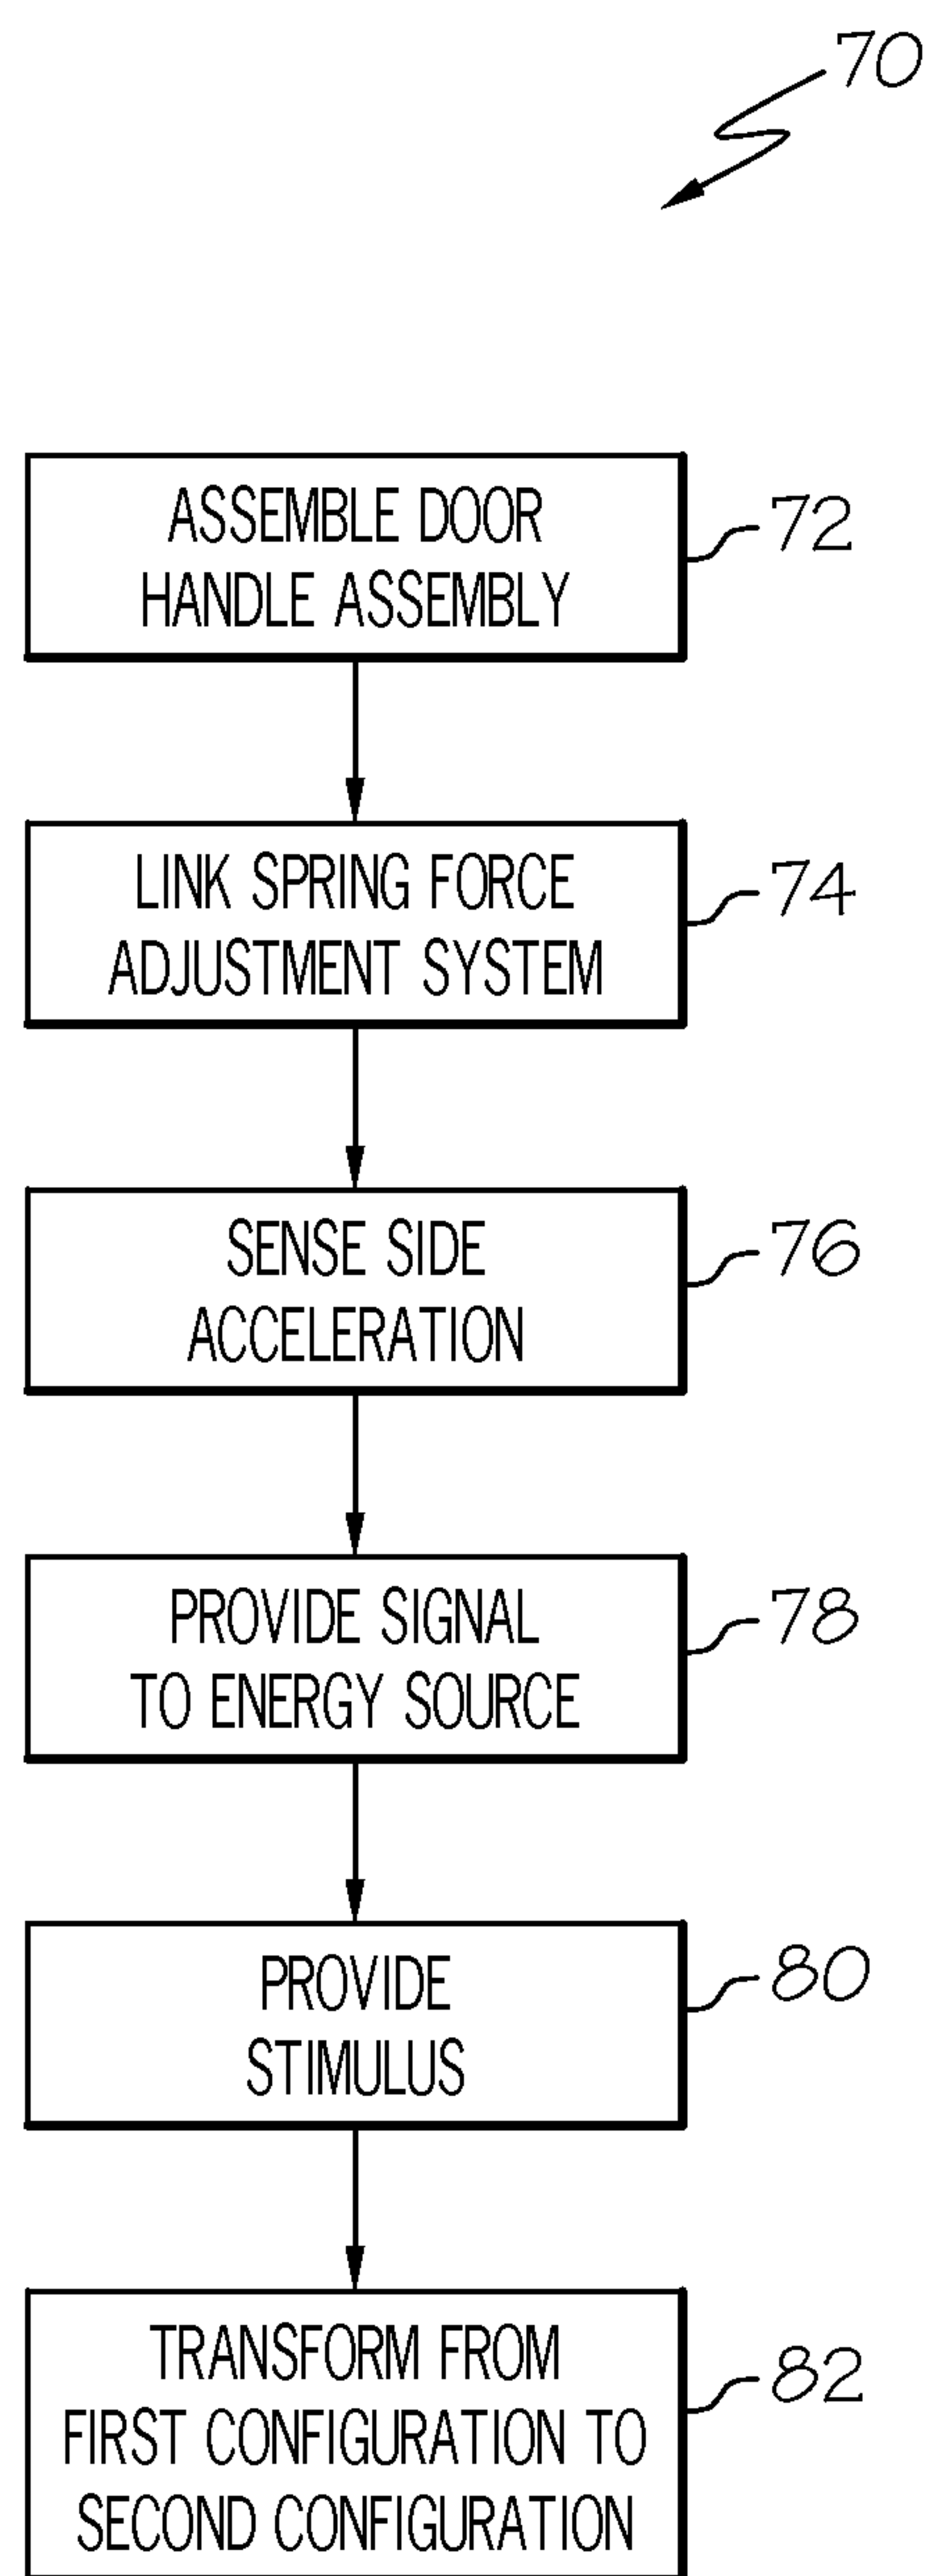 70
ASSEMBLE DOOR
HANDLE ASSEMBLY
72
LINK SPRING FORCE
ADJUSTMENT SYSTEM
74
SENSE SIDE
ACCELERATION
76
PROVIDE SIGNAL
TO ENERGY SOURCE
78
PROVIDE
STIMULUS
80
TRANSFORM FROM
FIRST CONFIGURATION TO
SECOND CONFIGURATION
82